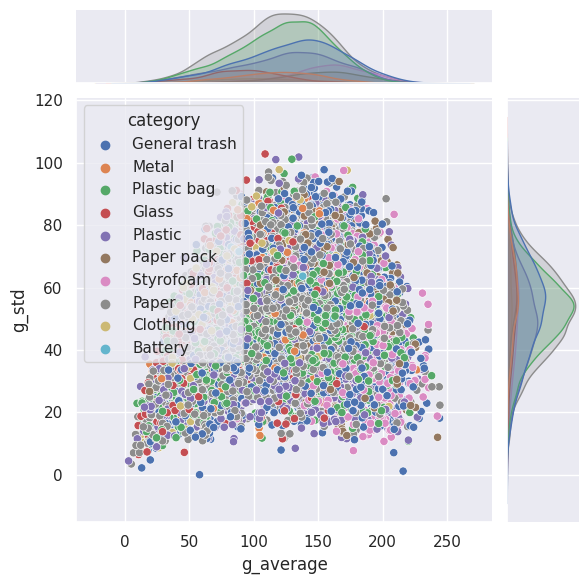 120
100
80
60
40
20
0
g_std
category
General trash
Metal
Plastic bag
Glass
Plastic
Paper pack
Styrofoam
Paper
Clothing
Battery
0 50 100 150 200 250
g_average